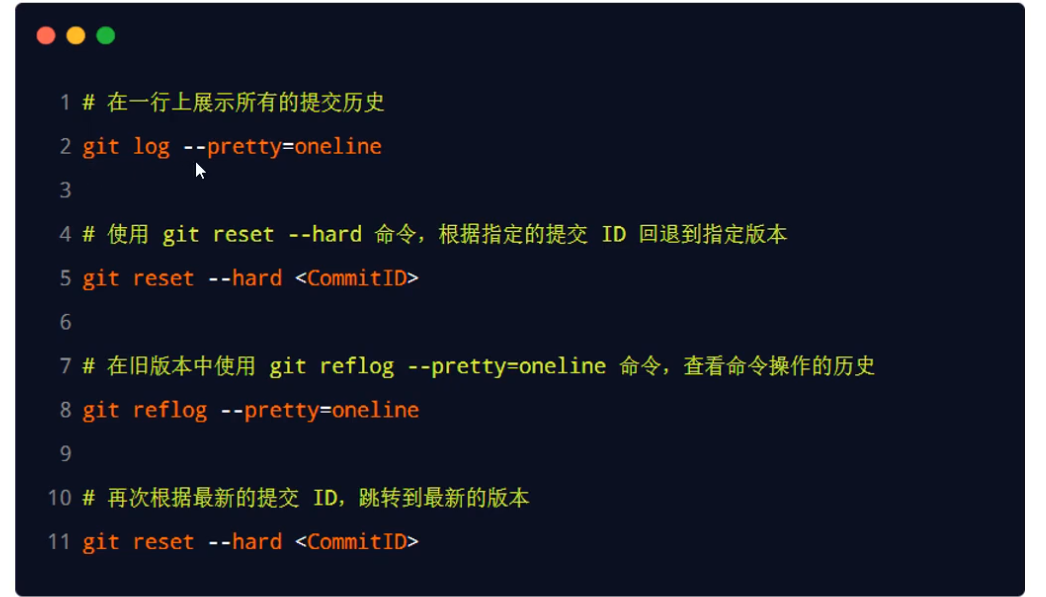 1 # 在一行上展示所有的提交历史
2 git log --pretty=oneline
3
4 # 使用 git reset --hard 命令，根据指定的提交 ID 回退到指定版本
5 git reset --hard <CommitID>
6
7 # 在旧版本中使用 git reflog --pretty=oneline 命令，查看命令操作的历史
8 git reflog --pretty=oneline
9
10 # 再次根据最新的提交 ID，跳转到最新的版本
11 git reset --hard <CommitID>